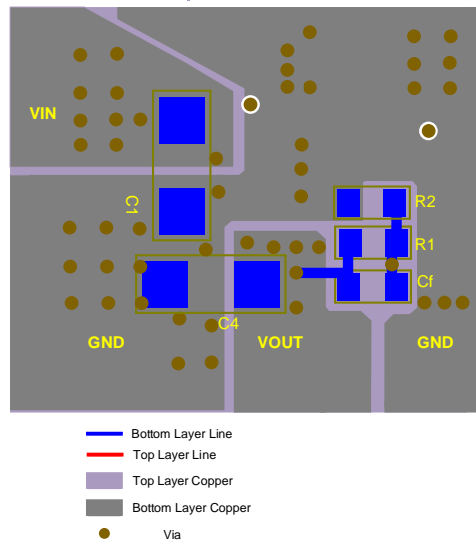 VIN
C1
R2
R1
Cf
C4
GND
VOUT
GND
Bottom Layer Line
Top Layer Line
Top Layer Copper
Bottom Layer Copper
Via